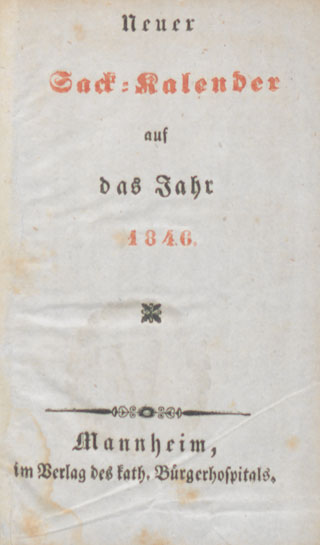 Neuer
Sack-Kalender
auf
das Jahr
1846.
Mannheim,
im Verlag des kath. Bürgerhospitals.